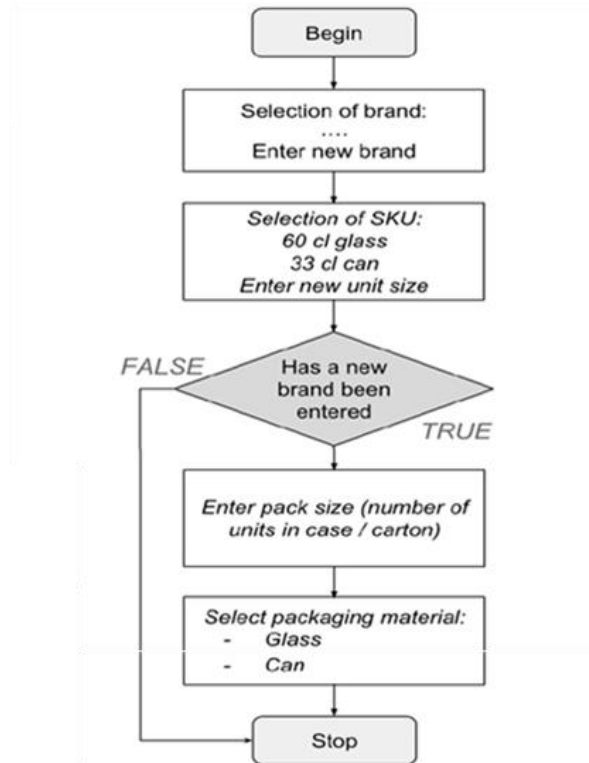 Begin
Selection of brand:
....
Enter new brand
Selection of SKU:
60 cl glass
33 cl can
Enter new unit size
FALSE
Has a new
brand been
entered
TRUE
Enter pack size (number of
units in case / carton)
Select packaging material:
- Glass
- Can
Stop